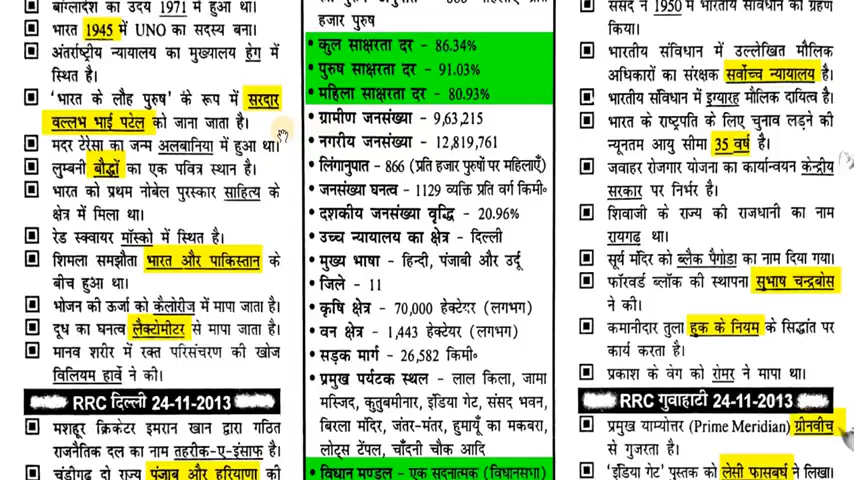 बांग्लादेश का उदय 1971 में हुआ था।
भारत 1945 में UNO का सदस्य बना।
अंतर्राष्ट्रीय न्यायालय का मुख्यालय हेग में
स्थित है।
'भारत के लौह पुरुष' के रूप में सरदार
वल्लभ भाई पटेल को जाना जाता है।
मदर टेरेसा का जन्म अलबानिया में हुआ था।
लुम्बनी बौद्धों का एक पवित्र स्थान है।
भारत को प्रथम नोबेल पुरस्कार साहित्य के
क्षेत्र में मिला था।
रेड स्क्वायर मॉस्को में स्थित है।
शिमला समझौता भारत और पाकिस्तान के
बीच हुआ था।
भोजन की ऊर्जा को कैलोरीज में मापा जाता है।
दूध का घनत्व लैक्टोमीटर से मापा जाता है।
मानव शरीर में रक्त परिसंचरण की खोज
विलियम हार्वे ने की।
RRC दिल्ली 24-11-2013
मशहूर क्रिकेटर इमरान खान द्वारा गठित
राजनैतिक दल का नाम तहरीक-ए-इंसाफ है।
चंडीगढ़ दो राज्य पंजाब और हरियाणा की
हजार पुरुष
• कुल साक्षरता दर - 86.34%
• पुरुष साक्षरता दर - 91.03%
• महिला साक्षरता दर - 80.93%
• ग्रामीण जनसंख्या - 9,63,215
• नगरीय जनसंख्या - 12,819,761
• लिंगानुपात - 866 (प्रति हजार पुरुषों पर महिलाएँ)
• जनसंख्या घनत्व - 1129 व्यक्ति प्रति वर्ग किमी॰
• दशकीय जनसंख्या वृद्धि - 20.96%
• उच्च न्यायालय का क्षेत्र - दिल्ली
• मुख्य भाषा - हिन्दी, पंजाबी और उर्दू
• जिले - 11
• कृषि क्षेत्र - 70,000 हेक्टेयर (लगभग)
• वन क्षेत्र - 1,443 हेक्टेयर (लगभग)
• सड़क मार्ग - 26,582 किमी॰
• प्रमुख पर्यटक स्थल - लाल किला, जामा
मस्जिद, कुतुबमीनार, इंडिया गेट, संसद भवन,
बिरला मंदिर, जंतर-मंतर, हुमायूँ का मकबरा,
लोट्स टेंपल, चाँदनी चौक आदि
• विधान मण्डल - एक सदनात्मक (विधानसभा)
संसद ने 1950 में भारतीय संविधान को ग्रहण
किया।
भारतीय संविधान में उल्लेखित मौलिक
अधिकारों का संरक्षक सर्वोच्च न्यायालय है।
भारतीय संविधान में इग्यारह मौलिक दायित्व है।
भारत के राष्ट्रपति के लिए चुनाव लड़ने की
न्यूनतम आयु सीमा 35 वर्ष है।
जवाहर रोजगार योजना का कार्यान्वयन केन्द्रीय
सरकार पर निर्भर है।
शिवाजी के राज्य की राजधानी का नाम
रायगढ़ था।
सूर्य मंदिर को ब्लैक पैगोडा का नाम दिया गया।
फॉरवर्ड ब्लॉक की स्थापना सुभाष चन्द्रबोस
ने की।
कमानीदार तुला हुक के नियम के सिद्धांत पर
कार्य करता है।
प्रकाश के वेग को रोमर ने मापा था।
RRC गुवाहाटी 24-11-2013
प्रमुख याम्योत्तर (Prime Meridian) ग्रीनवीच
से गुजरता है।
'इंडिया गेट' पुस्तक को लेसी फासबर्घ ने लिखा।